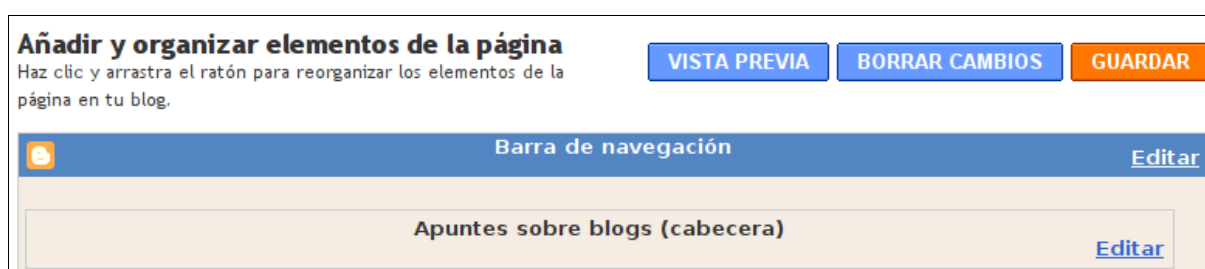 Añadir y organizar elementos de la página
Haz clic y arrastra el ratón para reorganizar los elementos de la
página en tu blog.
VISTA PREVIA
BORRAR CAMBIOS
GUARDAR
Barra de navegación
Editar
Apuntes sobre blogs (cabecera)
Editar